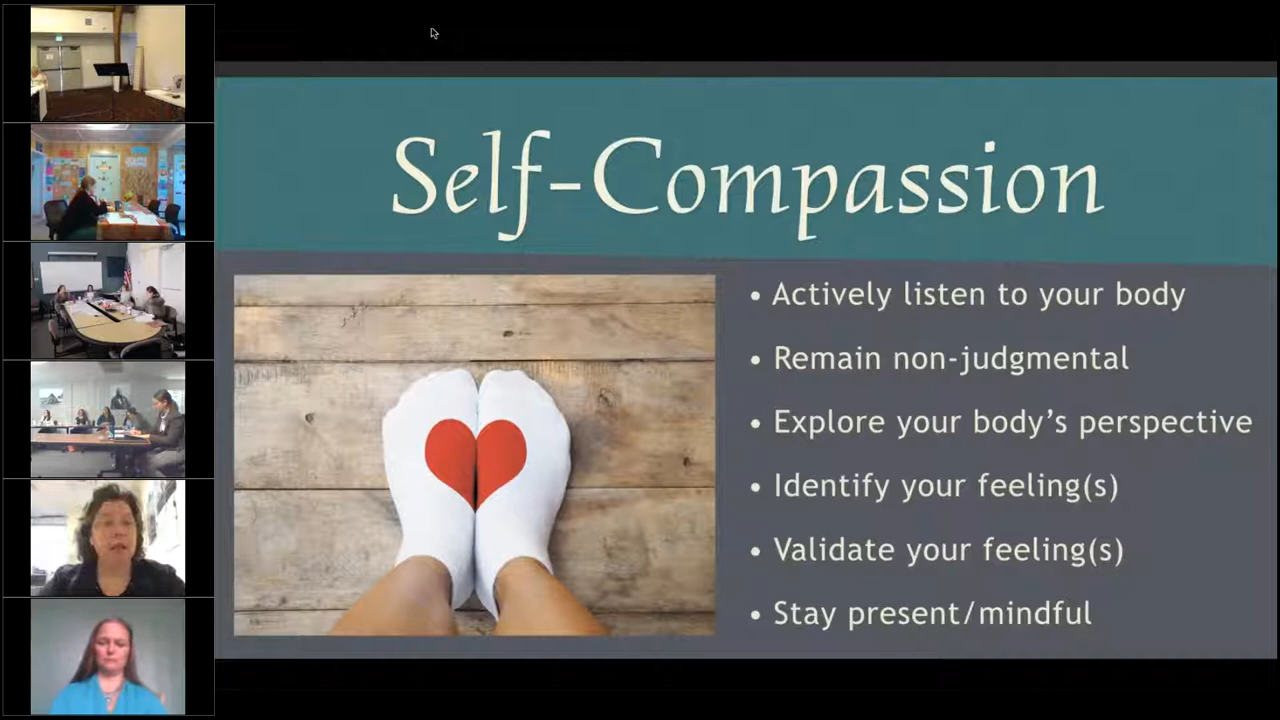 Self-Compassion
• Actively listen to your body
• Remain non-judgmental
• Explore your body's perspective
• Identify your feeling(s)
• Validate your feeling(s)
• Stay present/mindful